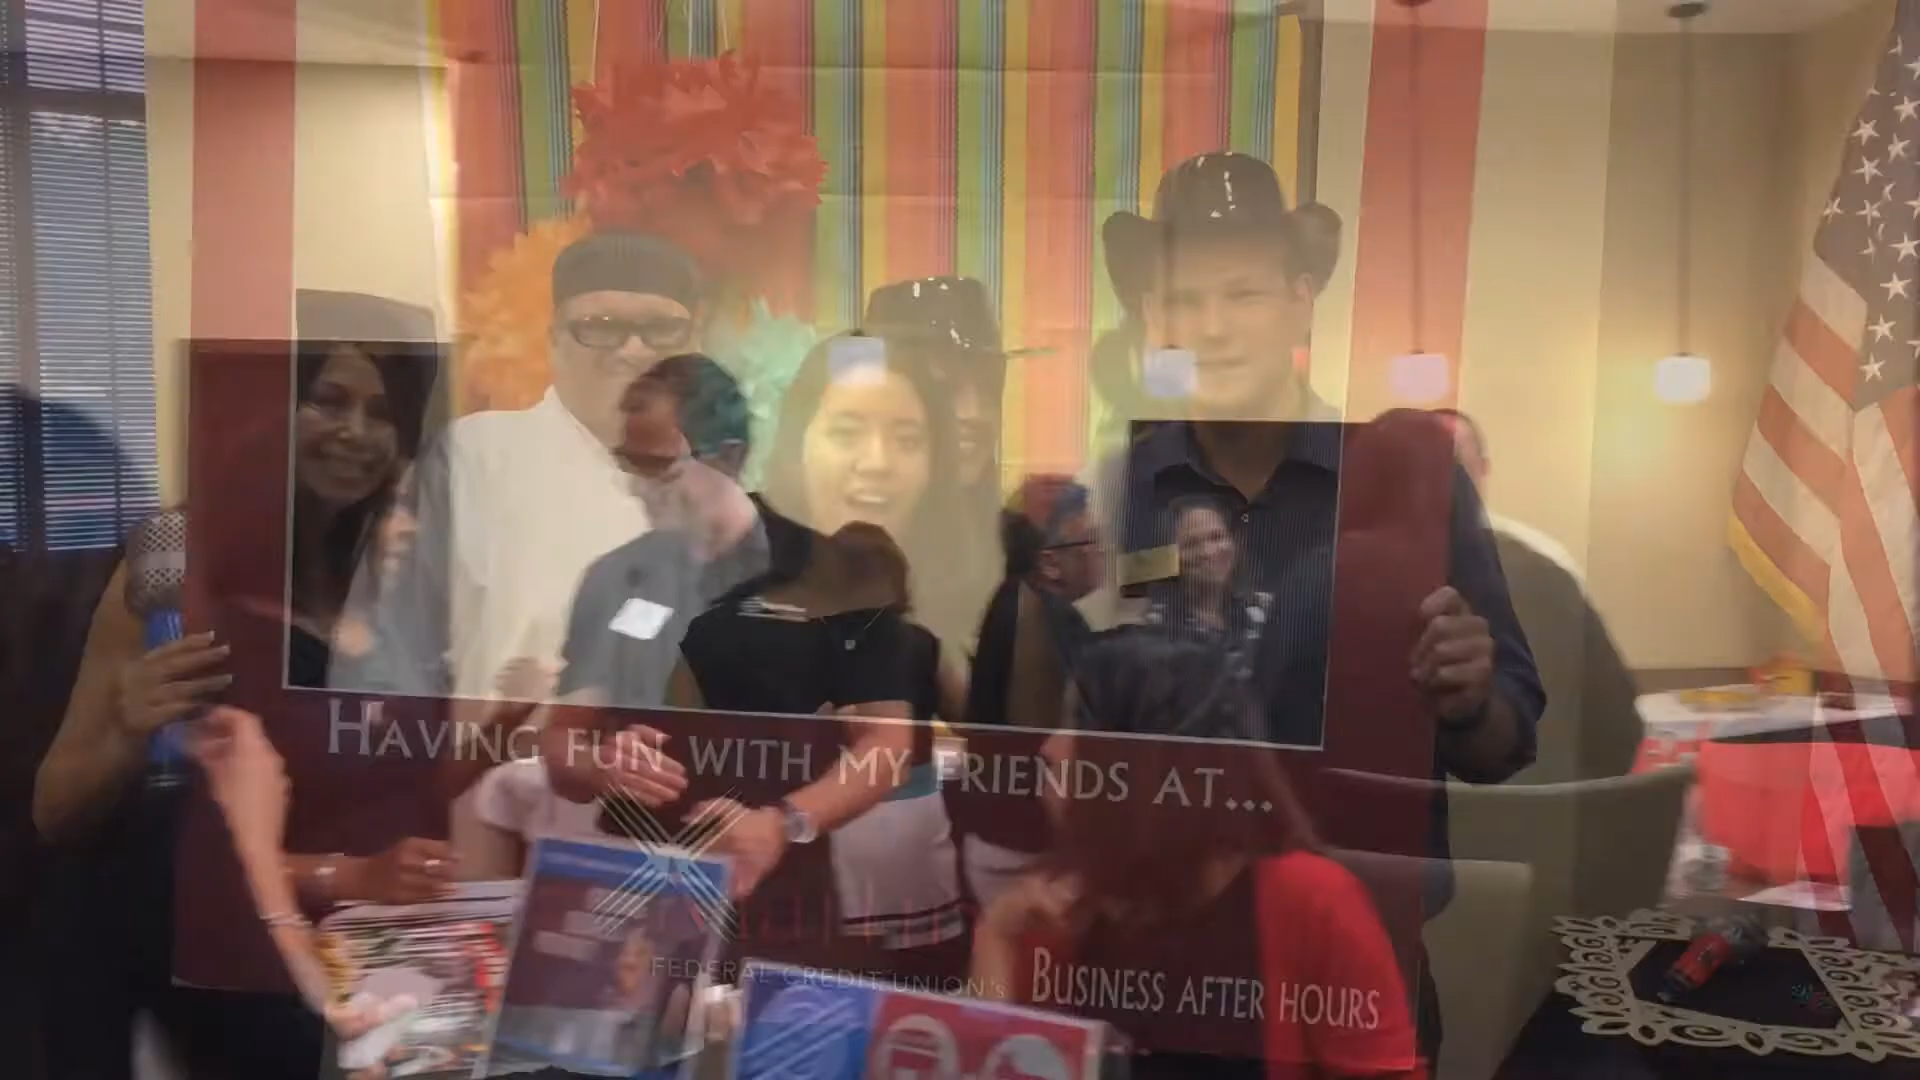 HAVING FUN WITH MY FRIENDS AT...
FEDERAL CREDIT UNION'S BUSINESS AFTER HOURS